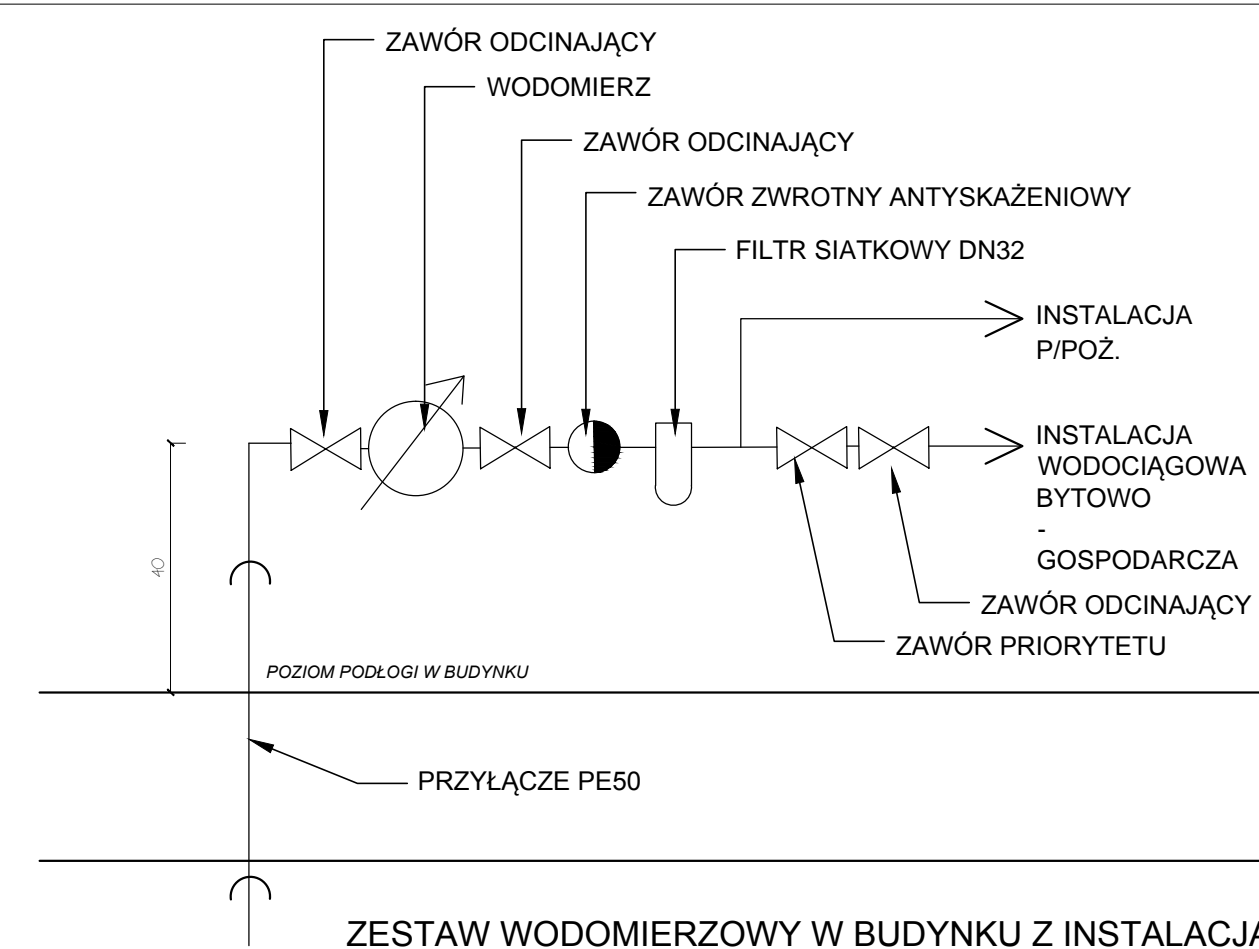 ZAWÓR ODCINAJĄCY
WODOMIERZ
ZAWÓR ODCINAJĄCY
ZAWÓR ZWROTNY ANTYSKAŻENIOWY
FILTR SIATKOWY DN32
INSTALACJA
P/POŻ.
INSTALACJA
WODOCIĄGOWA
BYTOWO
-
GOSPODARCZA
ZAWÓR ODCINAJĄCY
ZAWÓR PRIORYTETU
40
POZIOM PODŁOGI W BUDYNKU
PRZYŁĄCZE PE50
ZESTAW WODOMIERZOWY W BUDYNKU Z INSTALACJĄ